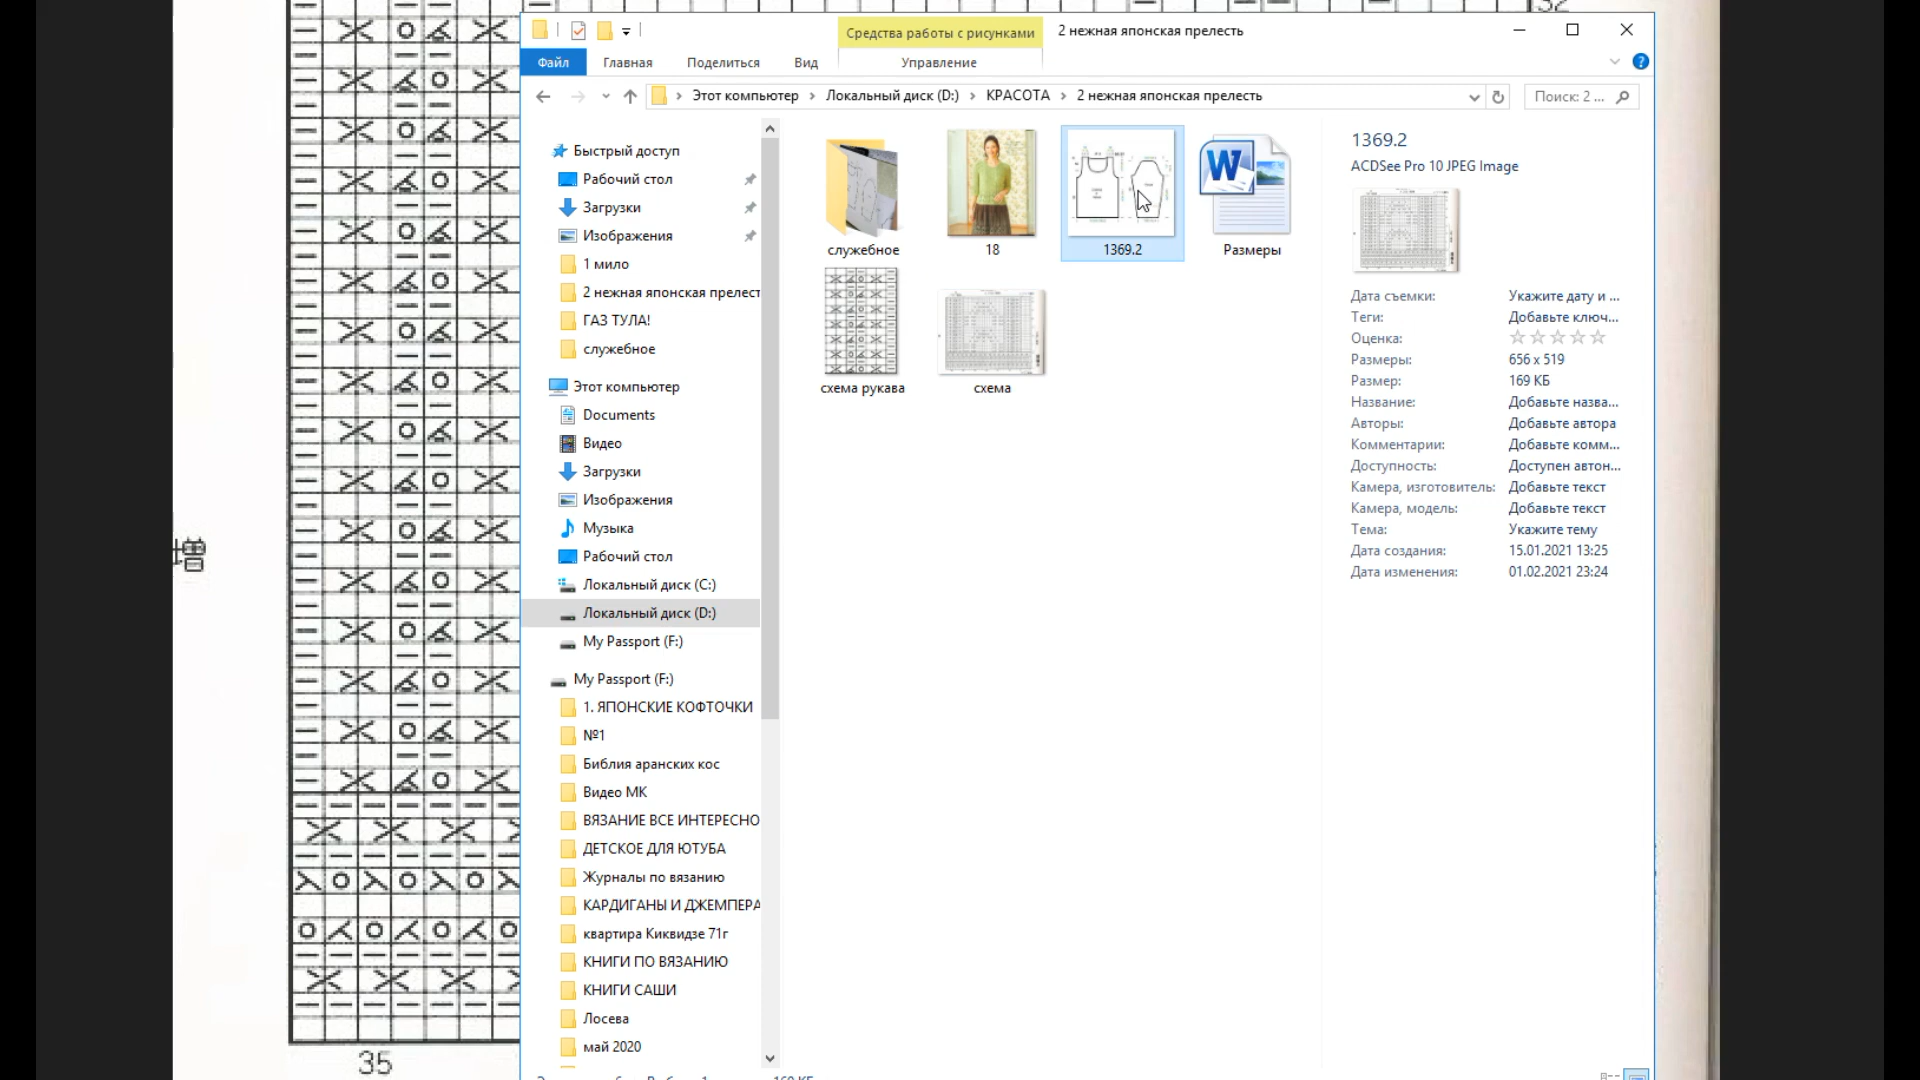 32
Средства работы с рисунками
2 нежная японская прелесть
Файл
Главная
Поделиться
Вид
Управление
Этот компьютер
Локальный диск (D:)
КРАСОТА
2 нежная японская прелесть
Поиск: 2 ...
Быстрый доступ
Рабочий стол
Загрузки
Изображения
1 мило
2 нежная японская прелест
ГАЗ ТУЛА!
служебное
Этот компьютер
Documents
Видео
Загрузки
Изображения
Музыка
Рабочий стол
Локальный диск (C:)
Локальный диск (D:)
My Passport (F:)
My Passport (F:)
1. ЯПОНСКИЕ КОФТОЧКИ
№1
Библия аранских кос
Видео МК
ВЯЗАНИЕ ВСЕ ИНТЕРЕСНО
ДЕТСКОЕ ДЛЯ ЮТУБА
Журналы по вязанию
КАРДИГАНЫ И ДЖЕМПЕРА
квартира Киквидзе 71г
КНИГИ ПО ВЯЗАНИЮ
КНИГИ САШИ
Лосева
май 2020
служебное
18
1369.2
Размеры
схема рукава
схема
1369.2
ACDSee Pro 10 JPEG Image
Дата съемки: Укажите дату и ...
Теги: Добавьте ключ...
Оценка:
Размеры: 656 x 519
Размер: 169 КБ
Название: Добавьте назва...
Авторы: Добавьте автора
Комментарии: Добавьте комм...
Доступность: Доступен автон...
Камера, изготовитель: Добавьте текст
Камера, модель: Добавьте текст
Тема: Укажите тему
Дата создания: 15.01.2021 13:25
Дата изменения: 01.02.2021 23:24
35